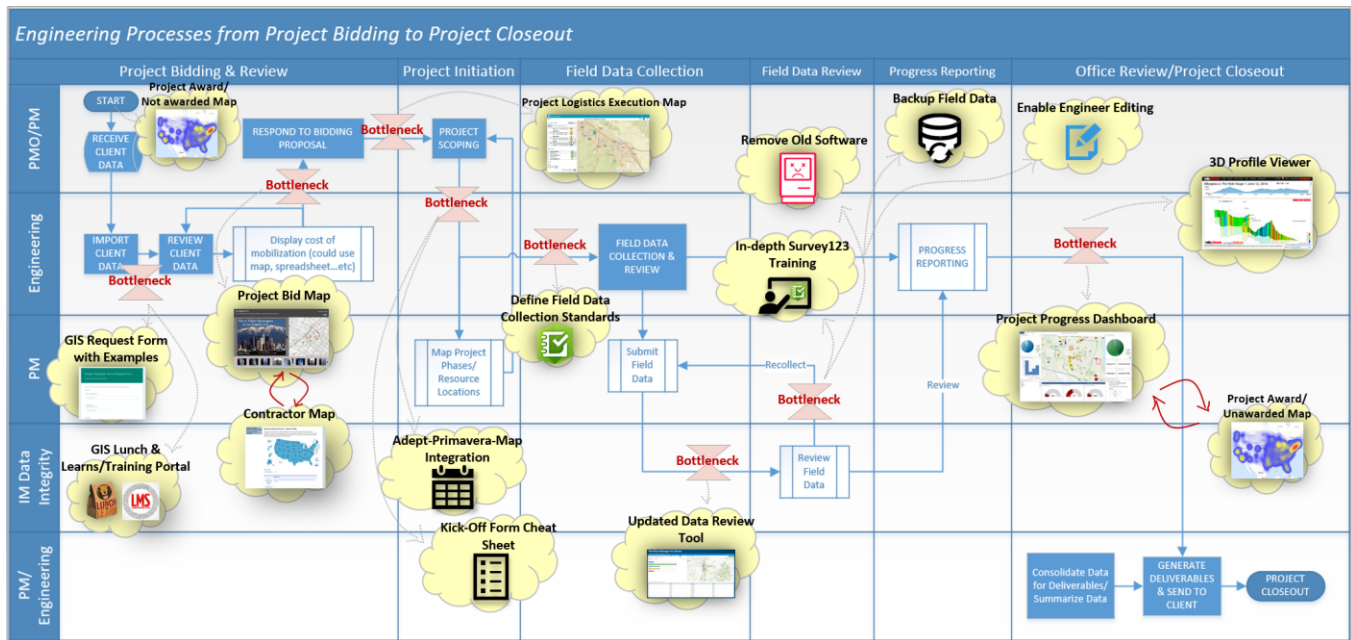 Engineering Processes from Project Bidding to Project Closeout
Project Bidding & Review
Project Initiation
Field Data Collection
Field Data Review
Progress Reporting
Office Review/Project Closeout
PMO/PM
START
Project Award/
Not awarded Map
RECEIVE
CLIENT
DATA
RESPOND TO BIDDING
PROPOSAL
Bottleneck
PROJECT
SCOPING
Project Logistics Execution Map
Remove Old Software
Backup Field Data
Enable Engineer Editing
3D Profile Viewer
Bottleneck
Bottleneck
Engineering
IMPORT
CLIENT
DATA
REVIEW
CLIENT DATA
Display cost of
mobilization (could use
map, spreadsheet...etc)
Bottleneck
Bottleneck
FIELD DATA
COLLECTION &
REVIEW
In-depth Survey123
Training
PROGRESS
REPORTING
Bottleneck
Project Bid Map
Define Field Data
Collection Standards
PM
GIS Request Form
with Examples
Map Project
Phases/
Resource
Locations
Submit
Field
Data
Recollect
Bottleneck
Review
Project Progress Dashboard
Contractor Map
Project Award/
Unawarded Map
IM Data
Integrity
GIS Lunch &
Learns/Training Portal
LUNCH
LEARN
LMS
Adept-Primavera-Map
Integration
Bottleneck
Review
Field
Data
Kick-Off Form Cheat
Sheet
Updated Data Review
Tool
PM/
Engineering
Consolidate Data
for Deliverables/
Summarize Data
GENERATE
DELIVERABLES
& SEND TO
CLIENT
PROJECT
CLOSEOUT